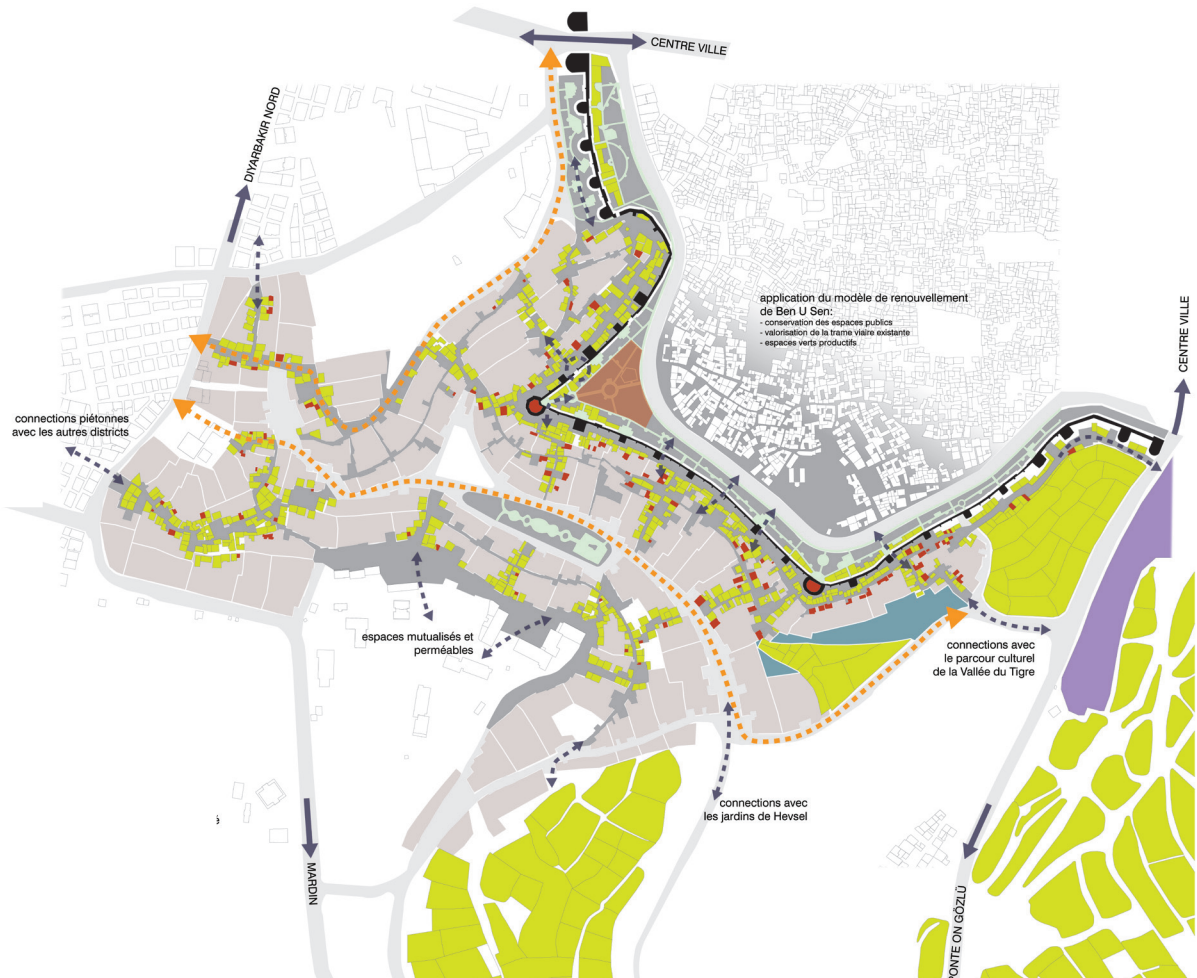 CENTRE VILLE
DIYARBAKIR NORD
application du modèle de renouvellement
de Ben U Sen:
- conservation des espaces publics
- valorisation de la trame viaire existante
- espaces verts productifs
CENTRE VILLE
connections piétonnes
avec les autres districts
espaces mutualisés et
perméables
connections avec
le parcour culturel
de la Vallée du Tigre
connections avec
les jardins de Hevsel
é
MARDIN
PONTE ON GÖZLÜ